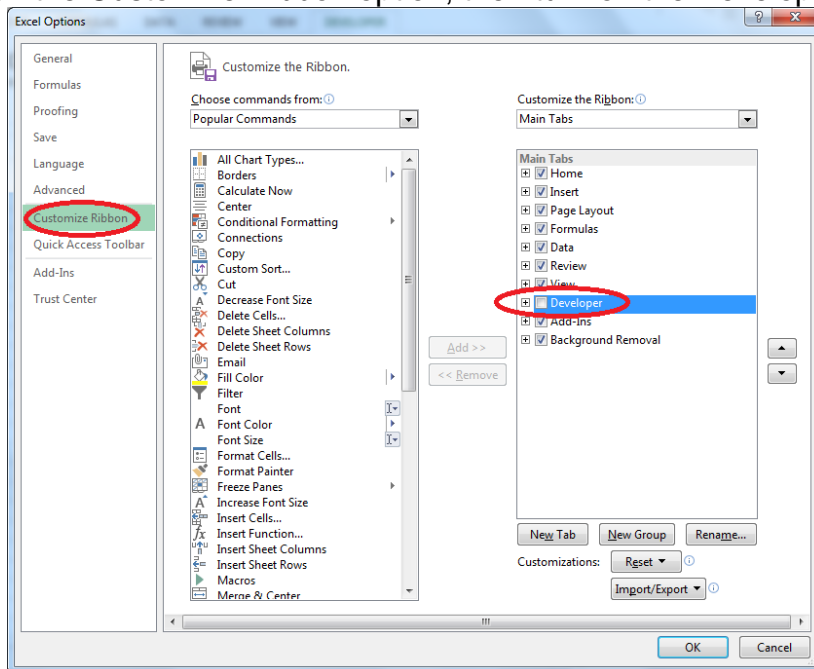 Excel Options
General
Formulas
Proofing
Save
Language
Advanced
Customize Ribbon
Quick Access Toolbar
Add-Ins
Trust Center
Customize the Ribbon.
Choose commands from:
Popular Commands
All Chart Types...
Borders
Calculate Now
Center
Conditional Formatting
Connections
Copy
Custom Sort...
Cut
Decrease Font Size
Delete Cells...
Delete Sheet Columns
Delete Sheet Rows
Email
Fill Color
Filter
Font
Font Color
Font Size
Format Cells...
Format Painter
Freeze Panes
Increase Font Size
Insert Cells...
Insert Function...
Insert Sheet Columns
Insert Sheet Rows
Macros
Merge & Center
Add >>
<< Remove
Customize the Ribbon:
Main Tabs
Main Tabs
Home
Insert
Page Layout
Formulas
Data
Review
View
Developer
Add-Ins
Background Removal
New Tab New Group Rename...
Customizations: Reset
Import/Export
OK Cancel